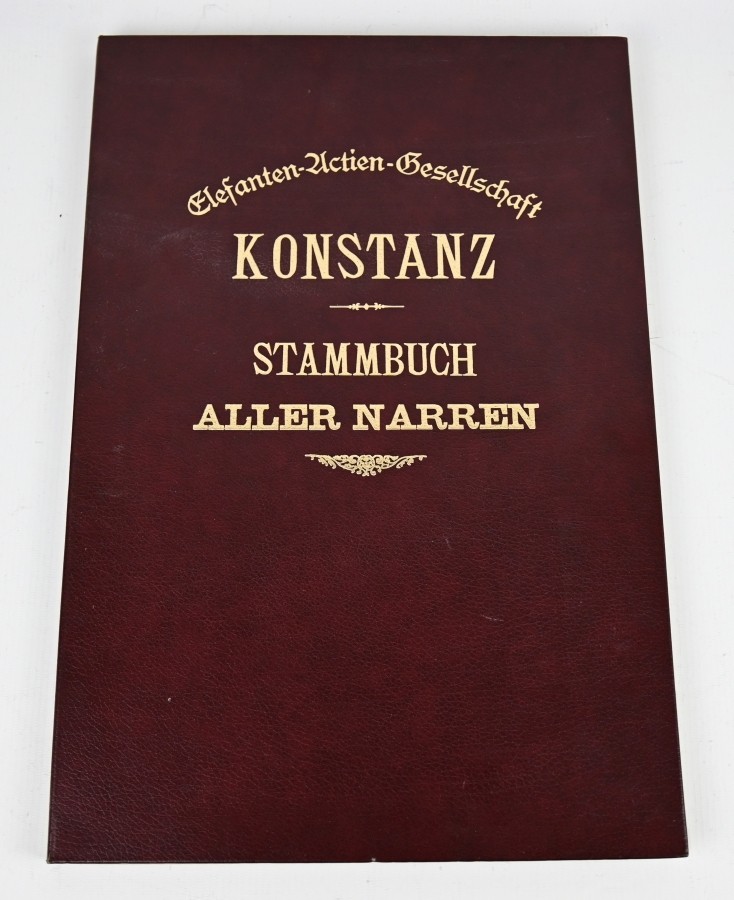 Elefanten-Actien-Gesellschaft
KONSTANZ
STAMMBUCH
ALLER NARREN